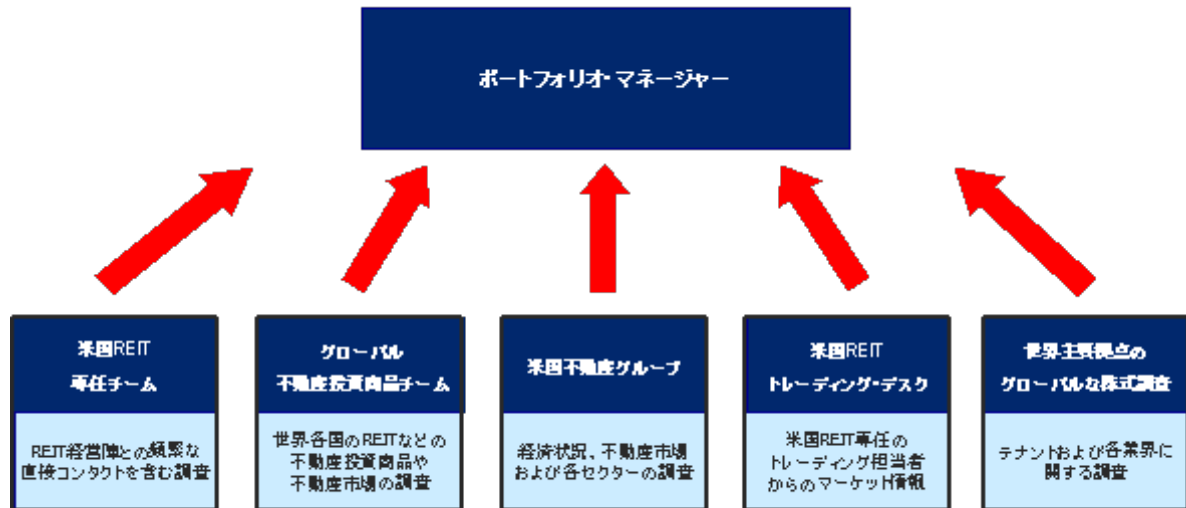 ポートフォリオ・マネージャー
米国REIT
専任チーム
グローバル
不動産投資商品チーム
米国不動産グループ
米国REIT
トレーディング・デスク
世界主要拠点の
グローバルな株式調査
REIT経営陣との頻繁な
直接コンタクトを含む調査
世界各国のREITなどの
不動産投資商品や
不動産市場の調査
経済状況、不動産市場
および各セクターの調査
米国REIT専任の
トレーディング担当者
からのマーケット情報
テナントおよび各業界に
関する調査